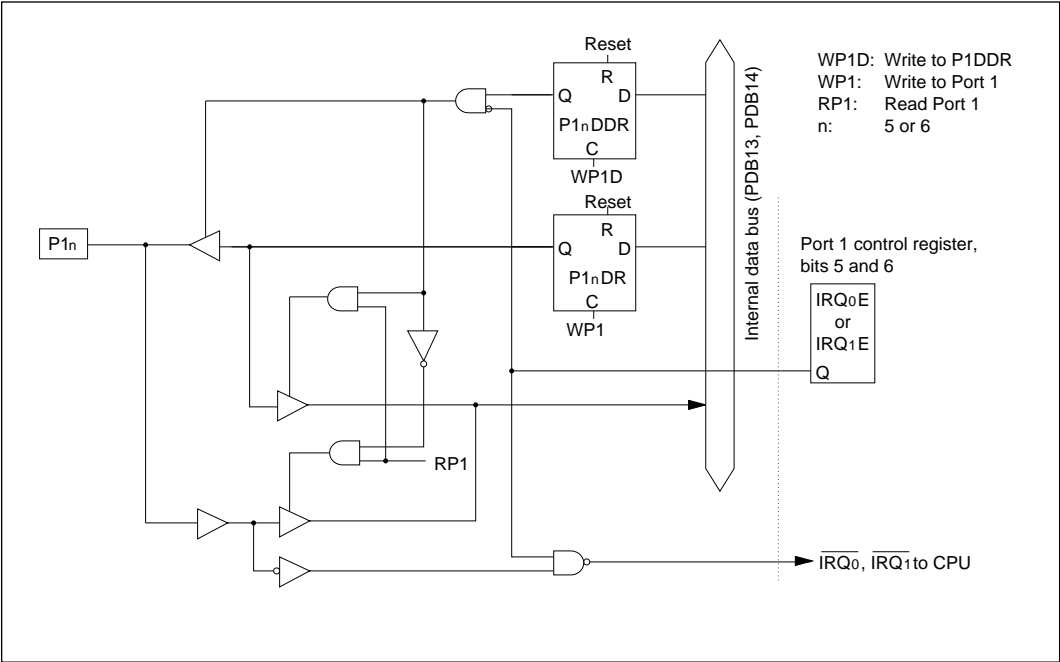 Reset
R
Q D
P1nDDR
C
WP1D
Reset
R
Q D
P1nDR
C
WP1
P1n
RP1
Internal data bus (PDB13, PDB14)
WP1D: Write to P1DDR
WP1: Write to Port 1
RP1: Read Port 1
n: 5 or 6
Port 1 control register,
bits 5 and 6
IRQ0E
or
IRQ1E
Q
IRQ0, IRQ1 to CPU